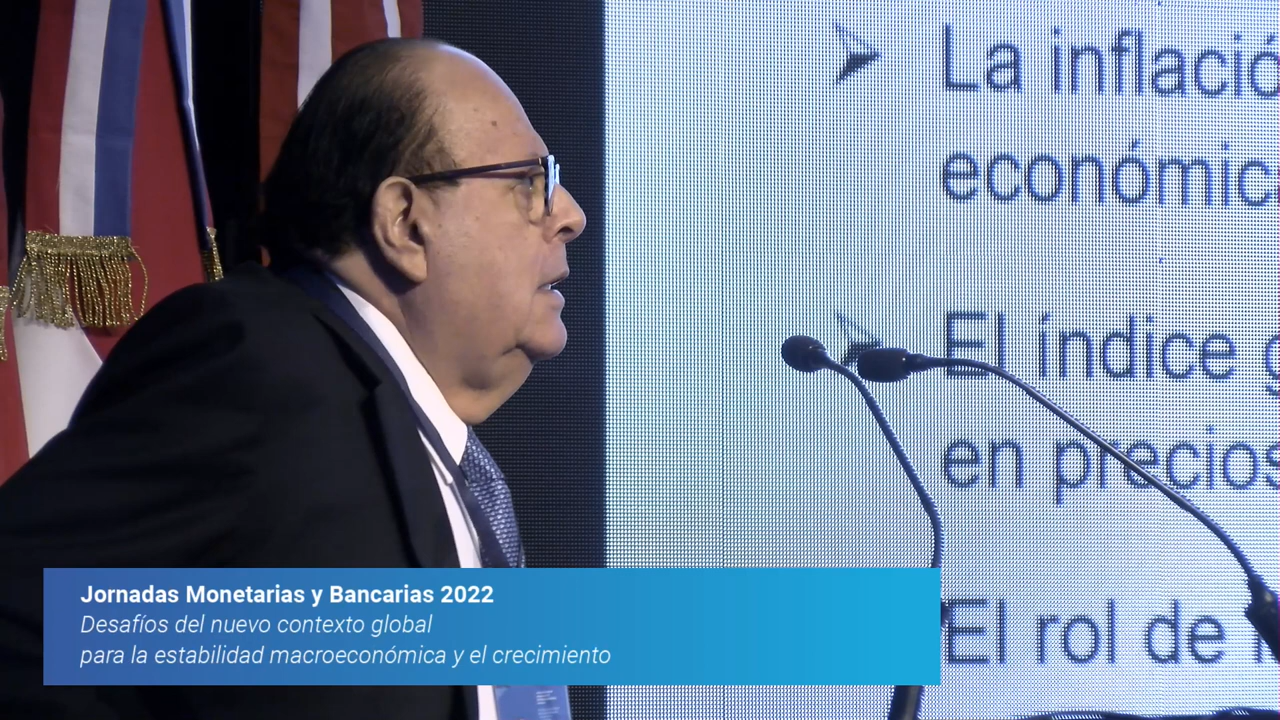 La inflació
económic
El índice g
en precios
El rol de
Jornadas Monetarias y Bancarias 2022
Desafíos del nuevo contexto global
para la estabilidad macroeconómica y el crecimiento